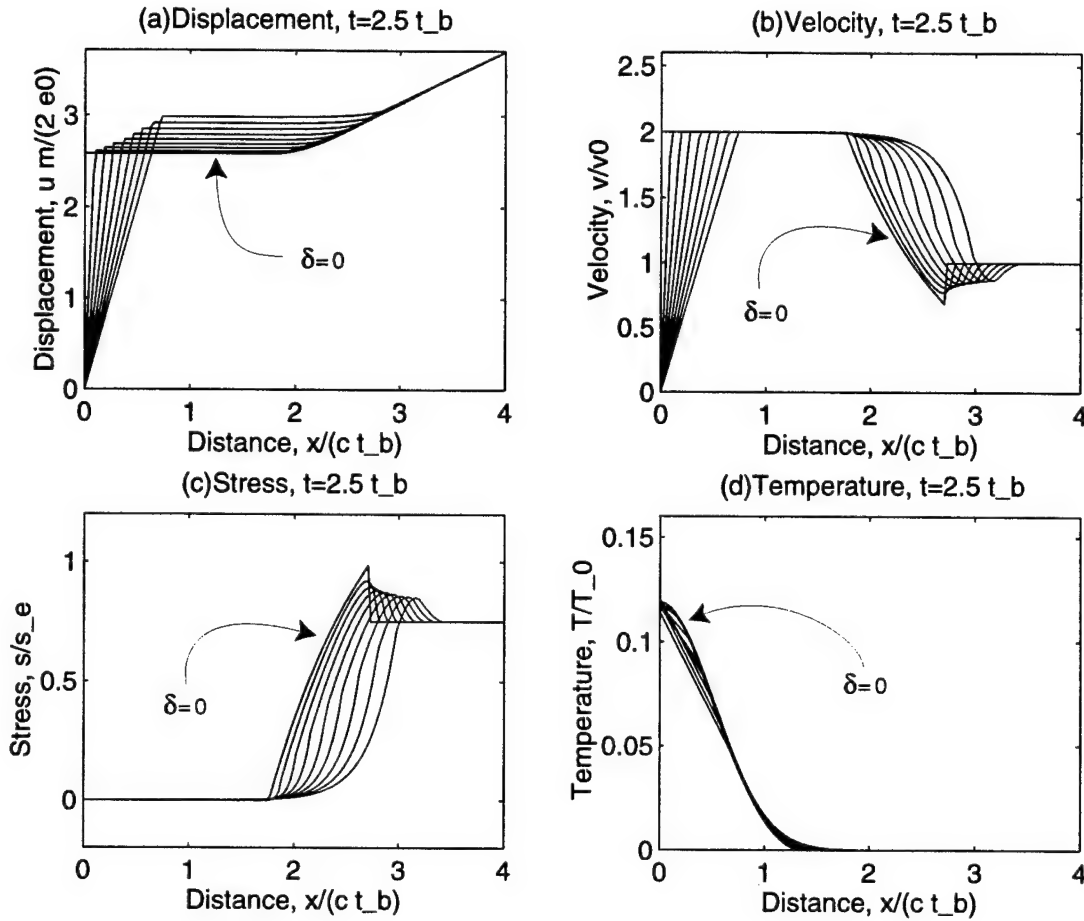 (a)Displacement, t=2.5 t_b
Displacement, u m/(2 e0)
3
2
1
0
δ=0
0 1 2 3 4
Distance, x/(c t_b)
(b)Velocity, t=2.5 t_b
Velocity, v/v0
2.5
2
1.5
1
0.5
0
δ=0
0 1 2 3 4
Distance, x/(c t_b)
(c)Stress, t=2.5 t_b
Stress, s/s_e
1
0.5
0
δ=0
0 1 2 3 4
Distance, x/(c t_b)
(d)Temperature, t=2.5 t_b
Temperature, T/T_0
0.15
0.1
0.05
0
δ=0
0 1 2 3 4
Distance, x/(c t_b)